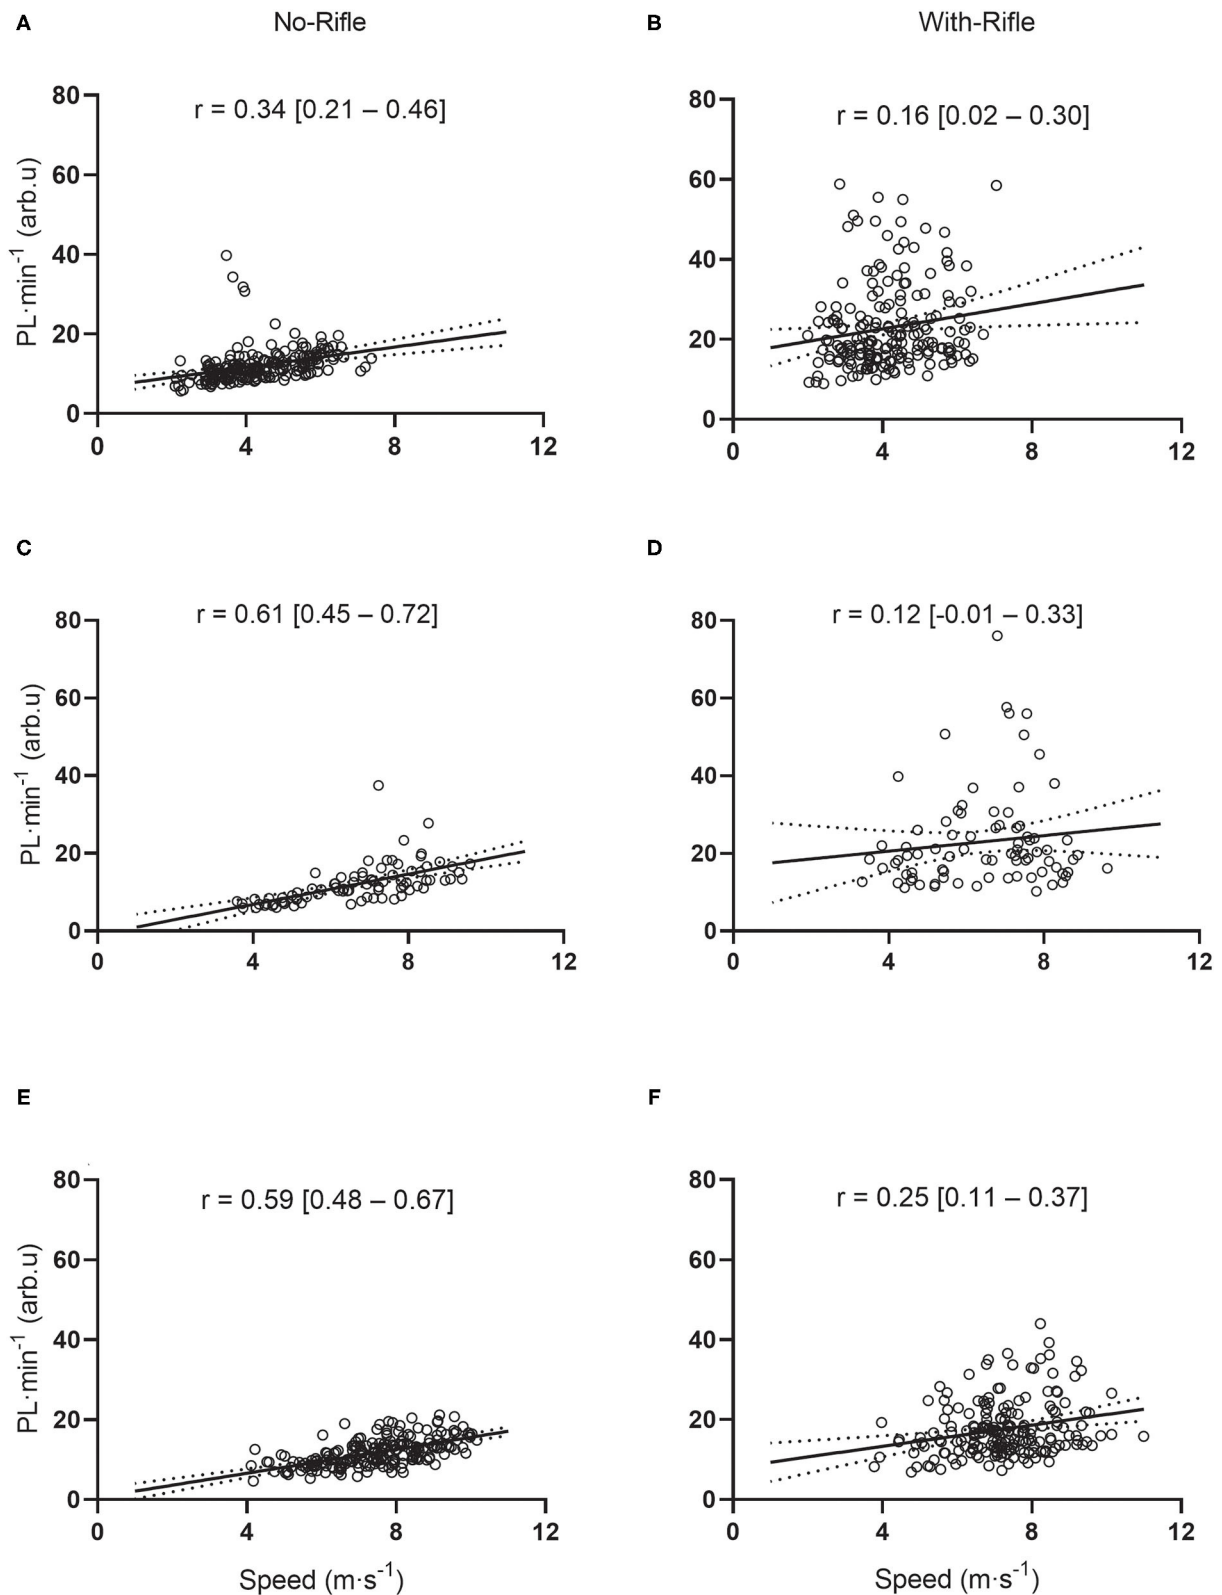 A No-Rifle B With-Rifle
80 80
r = 0.34 [0.21 – 0.46] r = 0.16 [0.02 – 0.30]
60 60
PL·min⁻¹ (arb.u)
40 40
20 20
0 0
0 4 8 12 0 4 8 12
C D
80 80
r = 0.61 [0.45 – 0.72] r = 0.12 [-0.01 – 0.33]
60 60
PL·min⁻¹ (arb.u)
40 40
20 20
0 0
0 4 8 12 0 4 8 12
E F
80 80
r = 0.59 [0.48 – 0.67] r = 0.25 [0.11 – 0.37]
60 60
PL·min⁻¹ (arb.u)
40 40
20 20
0 0
0 4 8 12 0 4 8 12
Speed (m·s⁻¹) Speed (m·s⁻¹)